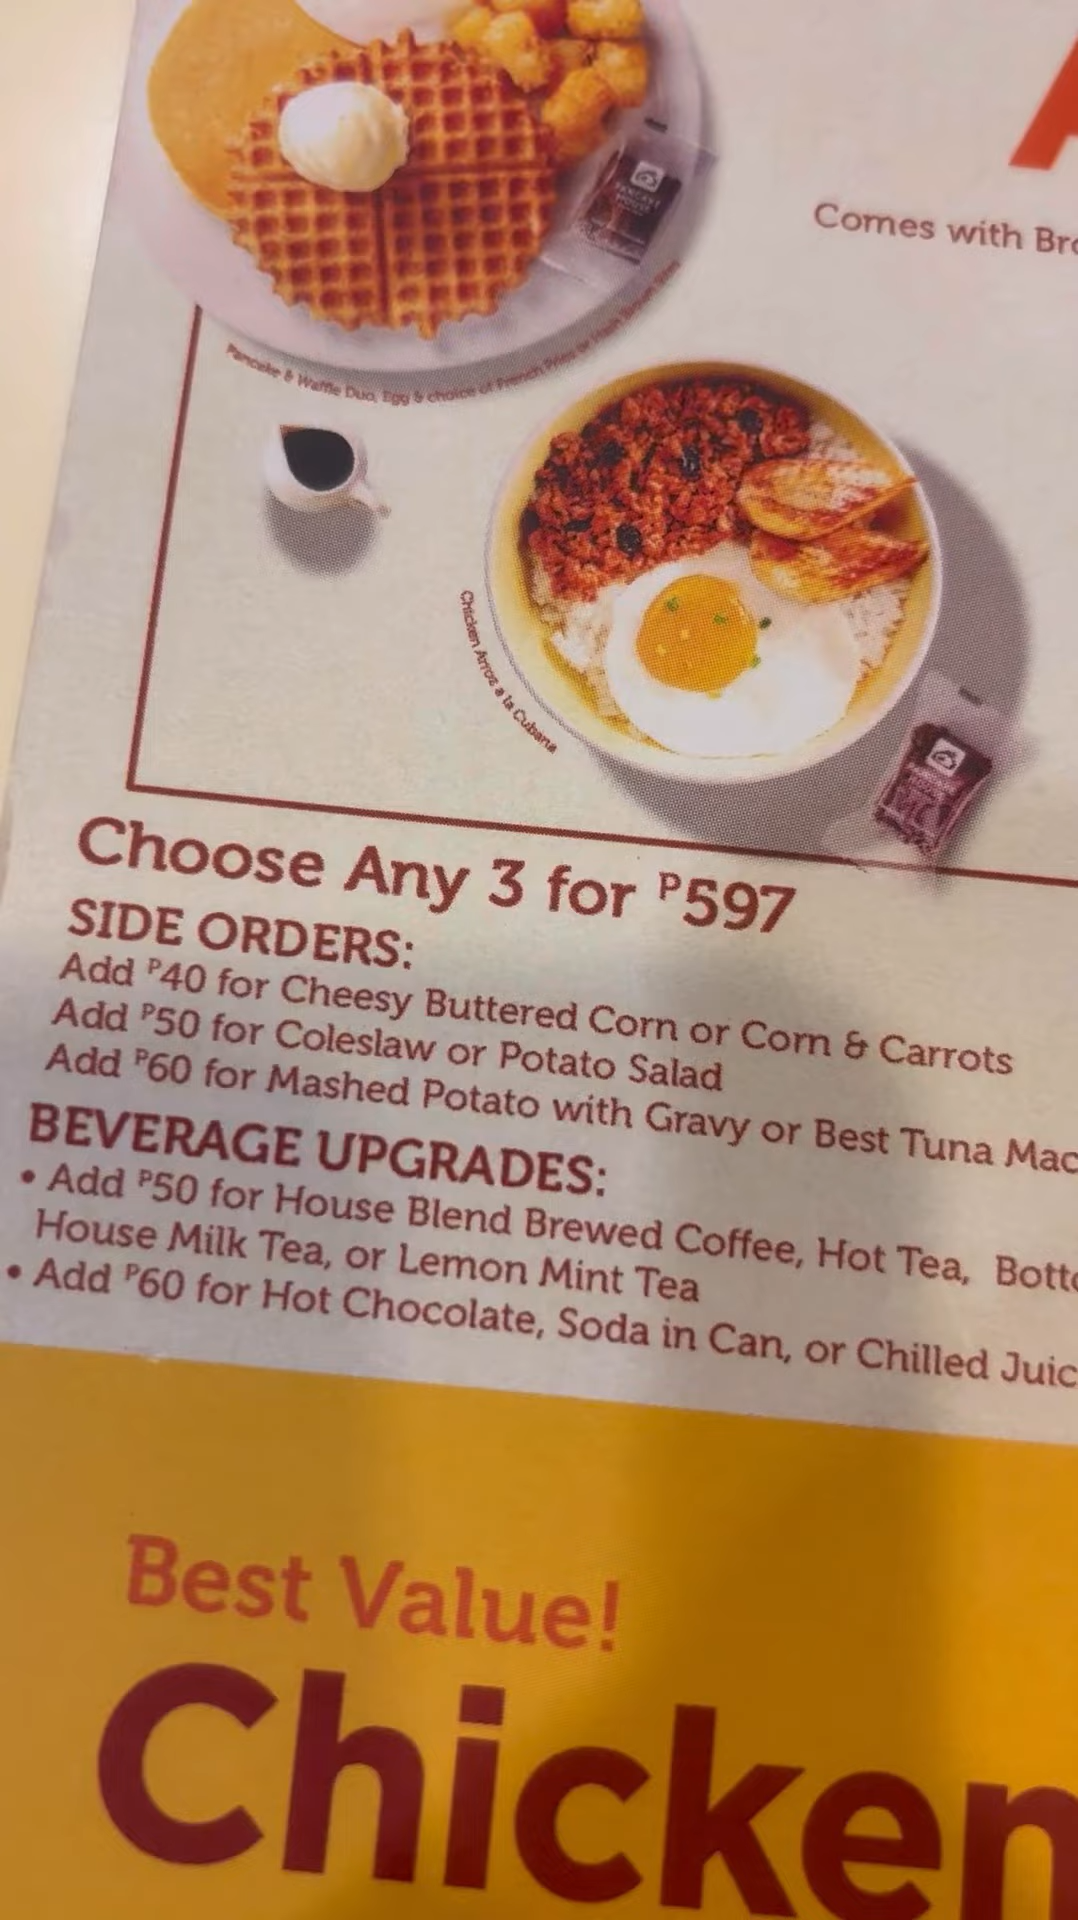 PANCAKE
HOUSE
Comes with
Pancake & Waffle Duo, Egg & choice of French Fries or
Chicken Arroz a la Cubana
Choose Any 3 for ₱597
SIDE ORDERS:
Add ₱40 for Cheesy Buttered Corn or Corn & Carrots
Add ₱50 for Coleslaw or Potato Salad
Add ₱60 for Mashed Potato with Gravy or Best Tuna Mac
BEVERAGE UPGRADES:
• Add ₱50 for House Blend Brewed Coffee, Hot Tea,
House Milk Tea, or Lemon Mint Tea
• Add ₱60 for Hot Chocolate, Soda in Can, or Chilled
Best Value!
Chicken